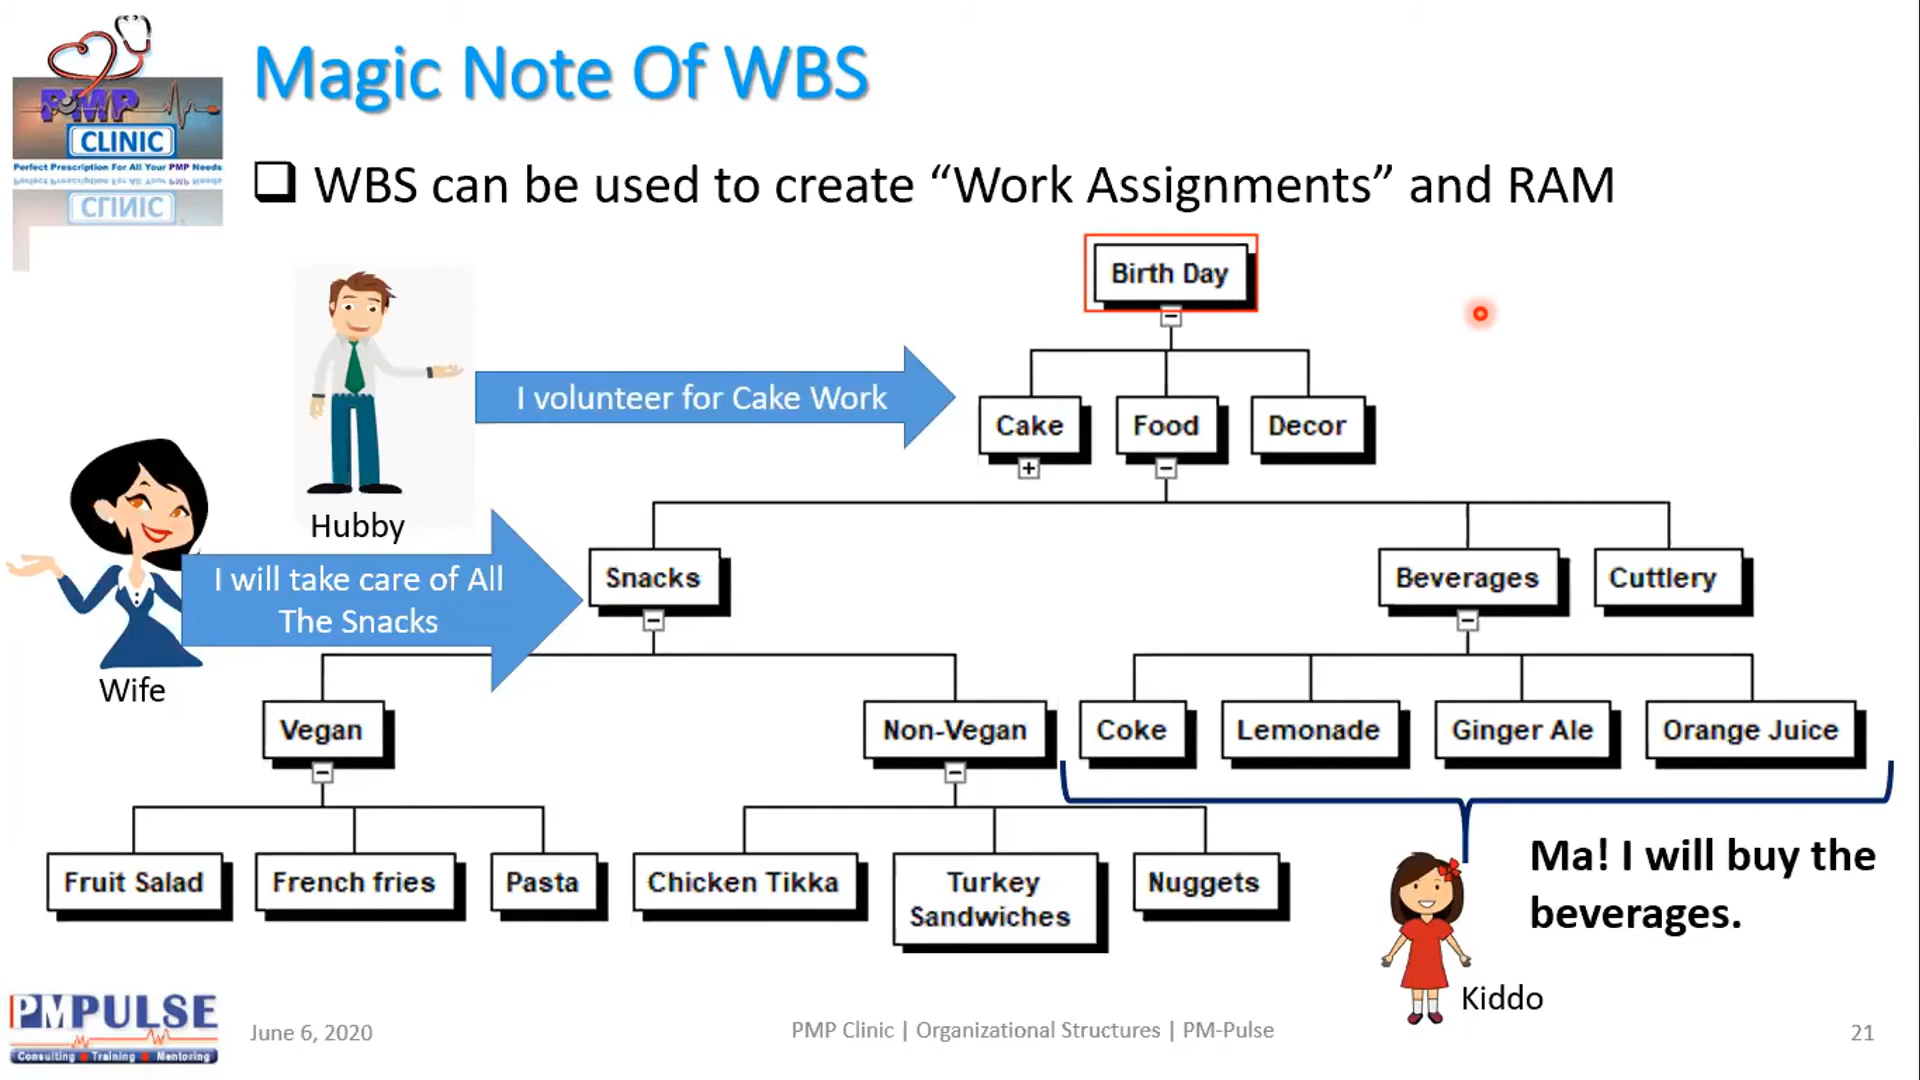 PMP
CLINIC
Perfect Prescription For All Your PMP Needs
Magic Note Of WBS
❑ WBS can be used to create “Work Assignments” and RAM
Birth Day
I volunteer for Cake Work
Cake
Food
Decor
Hubby
I will take care of All
The Snacks
Wife
Snacks
Beverages
Cuttlery
Vegan
Non-Vegan
Coke
Lemonade
Ginger Ale
Orange Juice
Fruit Salad
French fries
Pasta
Chicken Tikka
Turkey
Sandwiches
Nuggets
Ma! I will buy the
beverages.
Kiddo
PMPULSE
Consulting Training Mentoring
June 6, 2020
PMP Clinic | Organizational Structures | PM-Pulse
21